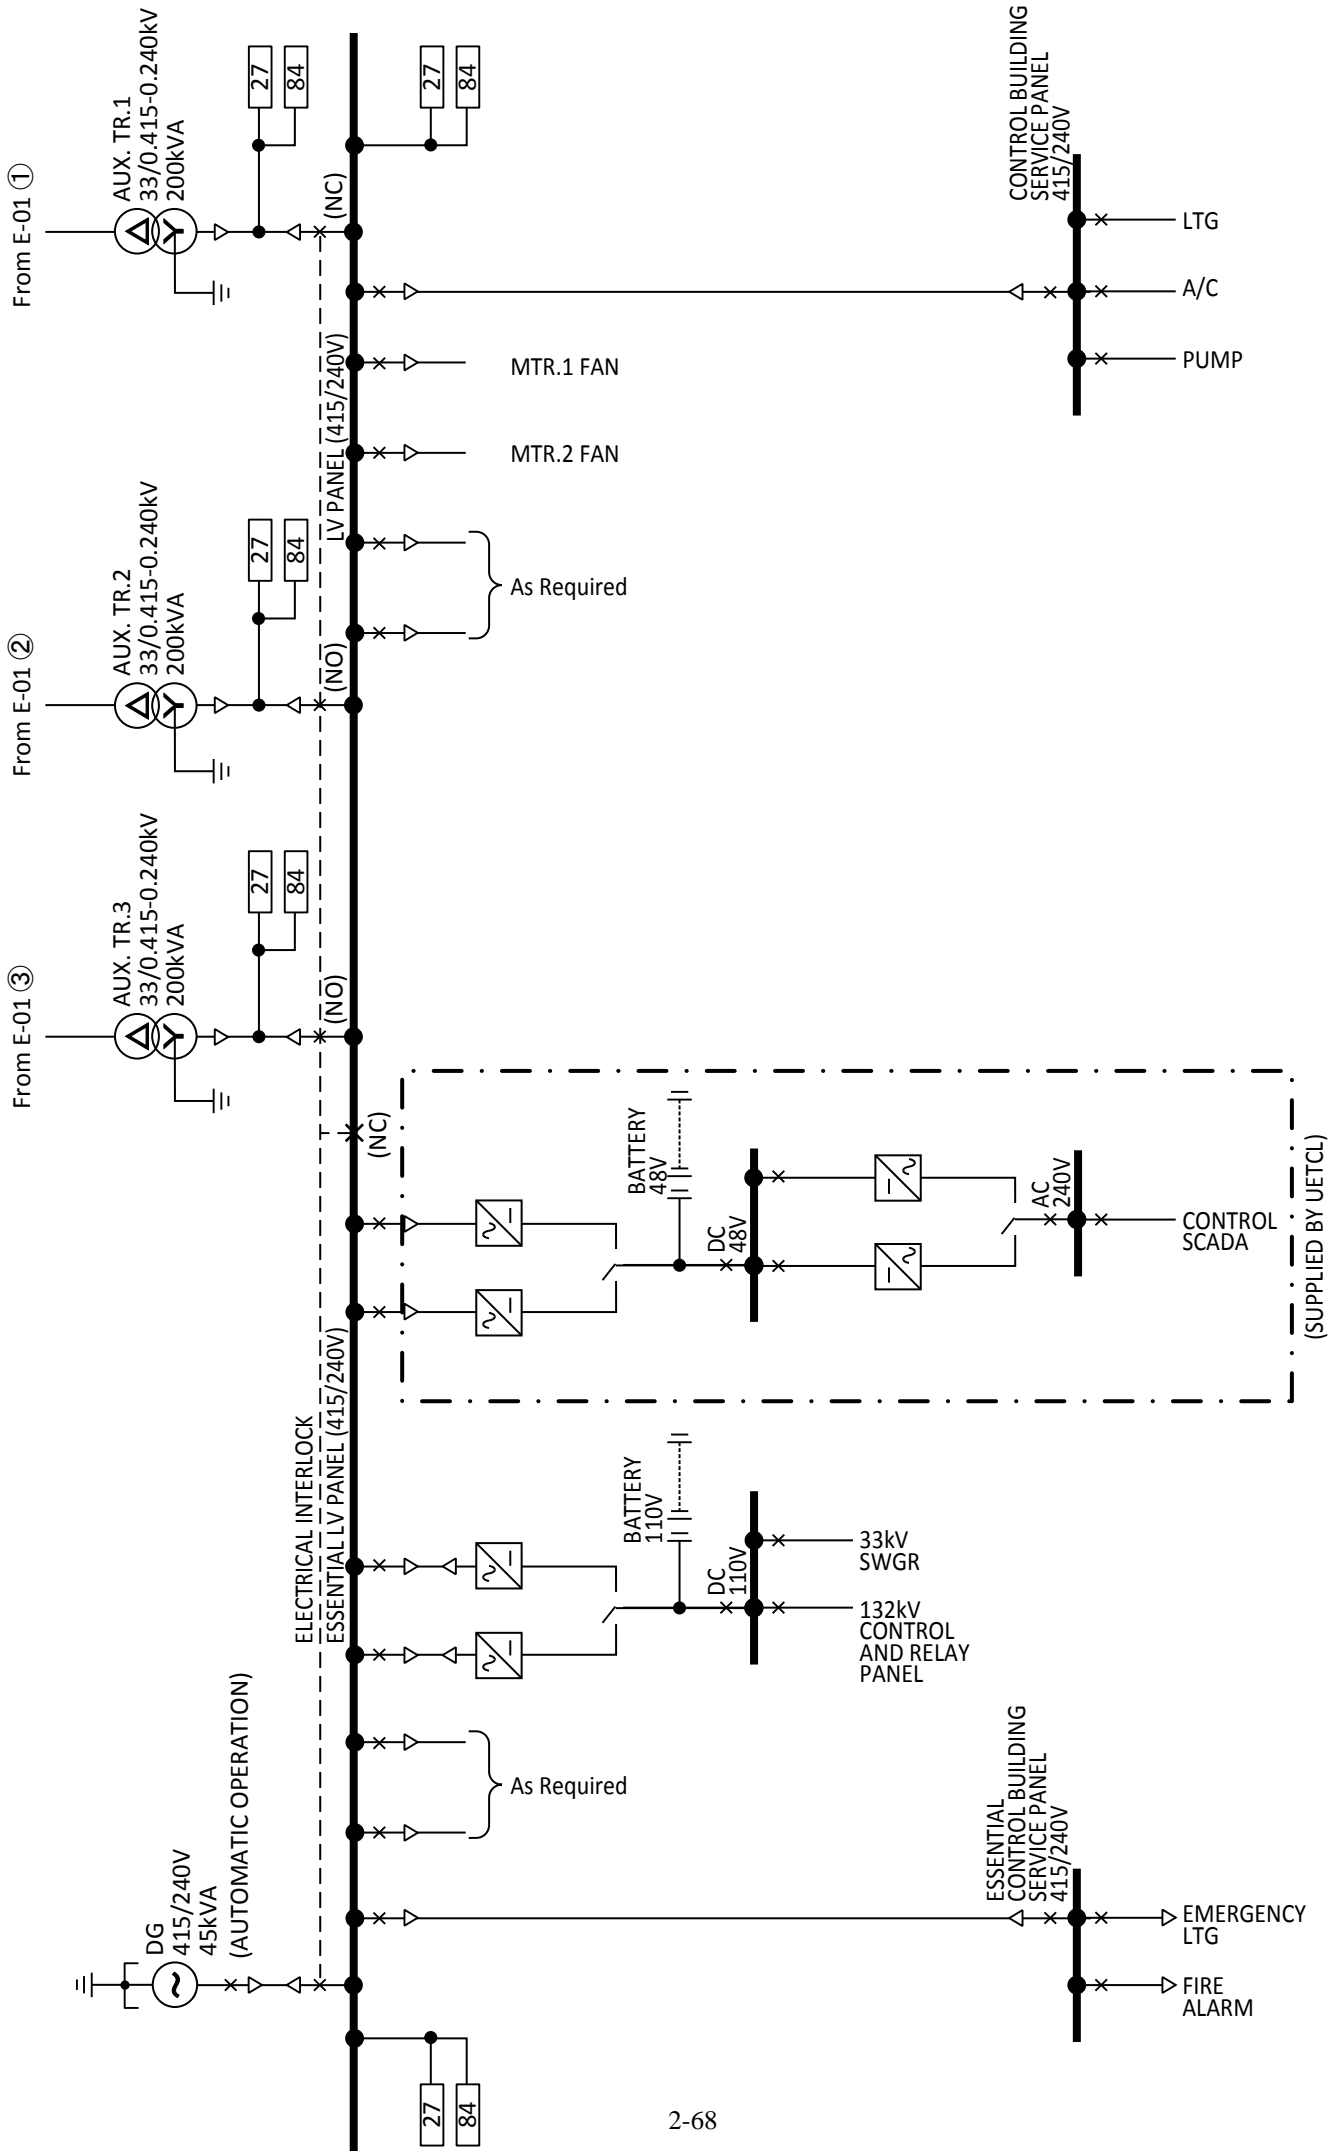 From E-01 ①
AUX. TR.1
33/0.415-0.240kV
200kVA
27
84
(NC)
27
84
From E-01 ②
AUX. TR.2
33/0.415-0.240kV
200kVA
27
84
(NO)
From E-01 ③
AUX. TR.3
33/0.415-0.240kV
200kVA
27
84
(NO)
(NC)
LV PANEL (415/240V)
MTR.1 FAN
MTR.2 FAN
As Required
CONTROL BUILDING
SERVICE PANEL
415/240V
LTG
A/C
PUMP
BATTERY
48V
DC
48V
AC
240V
CONTROL
SCADA
(SUPPLIED BY UETCL)
ELECTRICAL INTERLOCK
ESSENTIAL LV PANEL (415/240V)
BATTERY
110V
DC
110V
33kV
SWGR
132kV
CONTROL
AND RELAY
PANEL
As Required
DG
415/240V
45kVA
(AUTOMATIC OPERATION)
ESSENTIAL
CONTROL BUILDING
SERVICE PANEL
415/240V
EMERGENCY
LTG
FIRE
ALARM
27
84
2-68